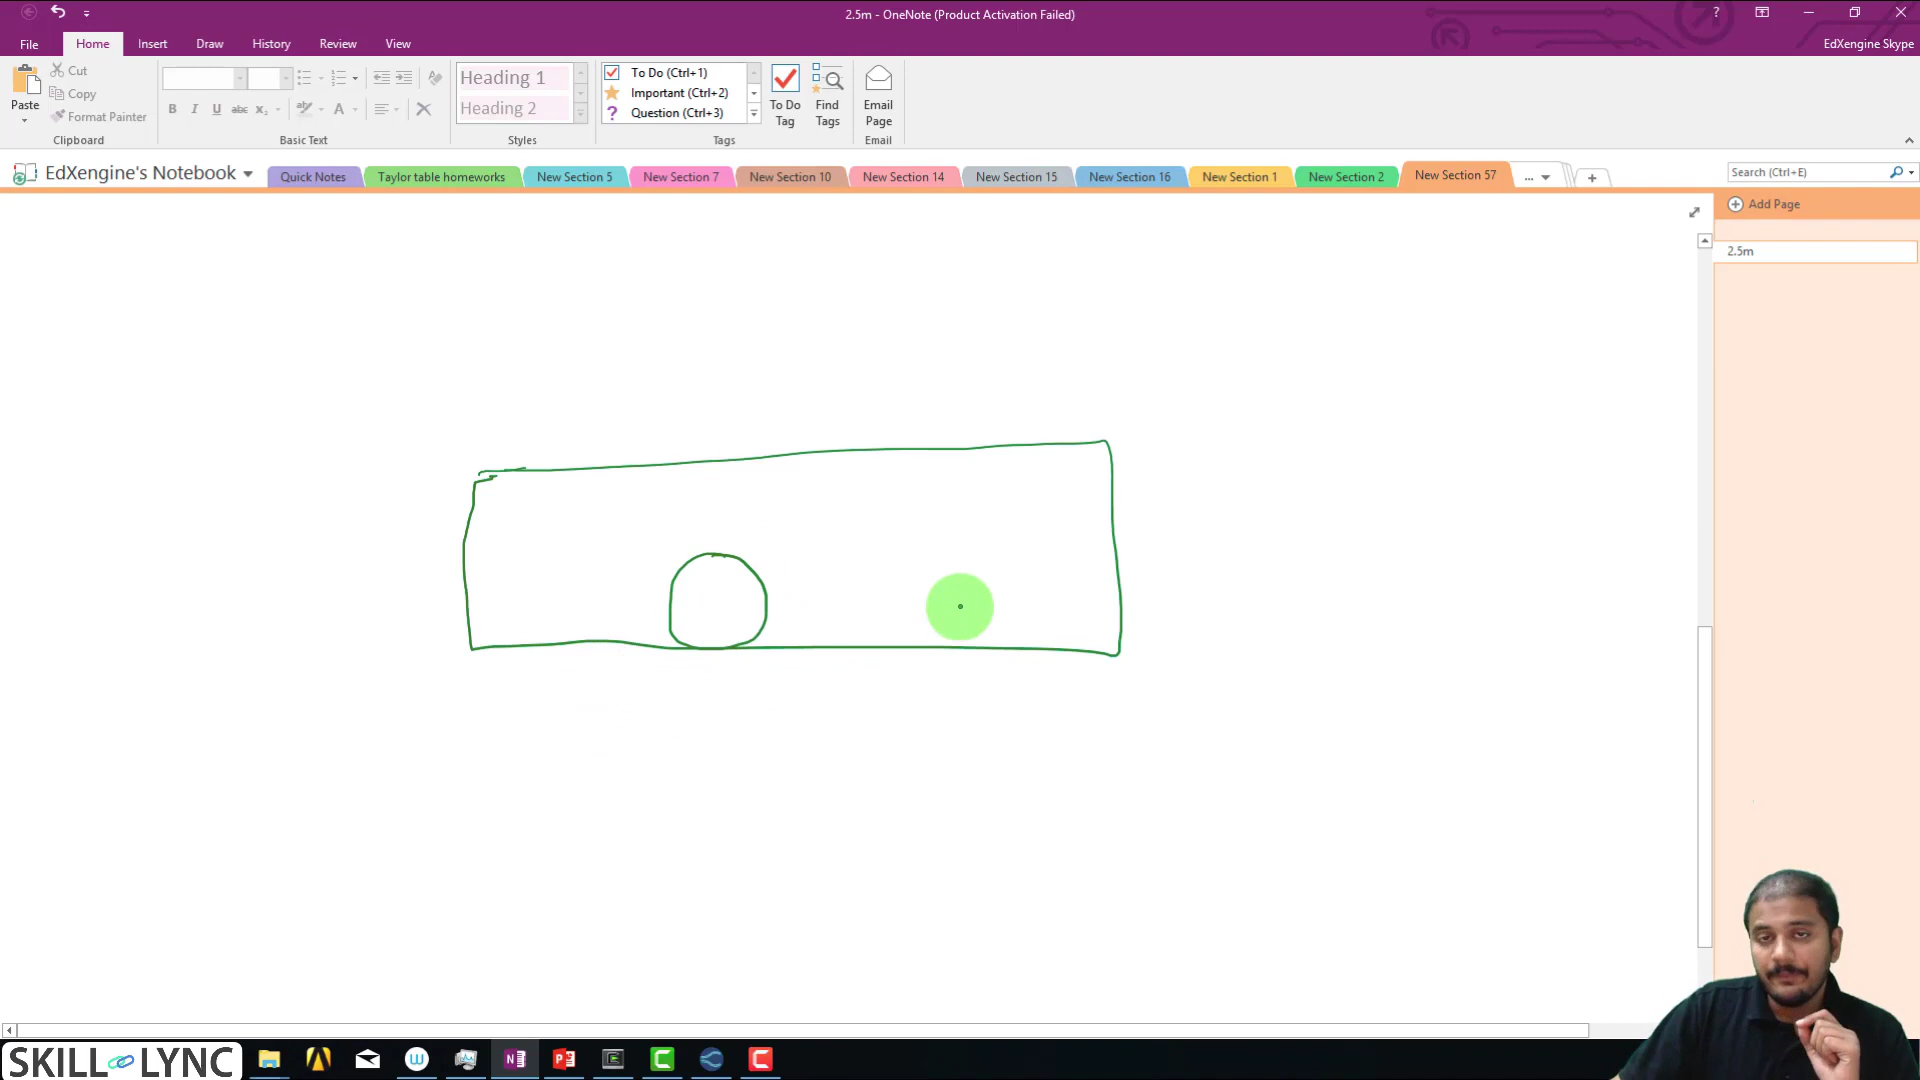 2.5m - OneNote (Product Activation Failed)
?
File
Home
Insert
Draw
History
Review
View
EdXengine Skype
Paste
Cut
Copy
Format Painter
Clipboard
B I U abc x₂ A
Basic Text
Heading 1
Heading 2
Styles
To Do (Ctrl+1)
Important (Ctrl+2)
? Question (Ctrl+3)
Tags
To Do
Tag
Find
Tags
Email
Page
Email
EdXengine's Notebook
Quick Notes
Taylor table homeworks
New Section 5
New Section 7
New Section 10
New Section 14
New Section 15
New Section 16
New Section 1
New Section 2
New Section 57
...
Search (Ctrl+E)
Add Page
2.5m
SKILL LYNC